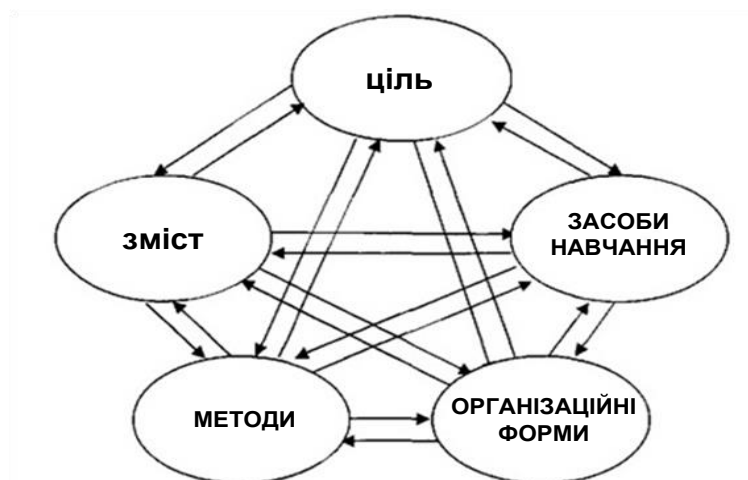 ціль
зміст
ЗАСОБИ
НАВЧАННЯ
МЕТОДИ
ОРГАНІЗАЦІЙНІ
ФОРМИ